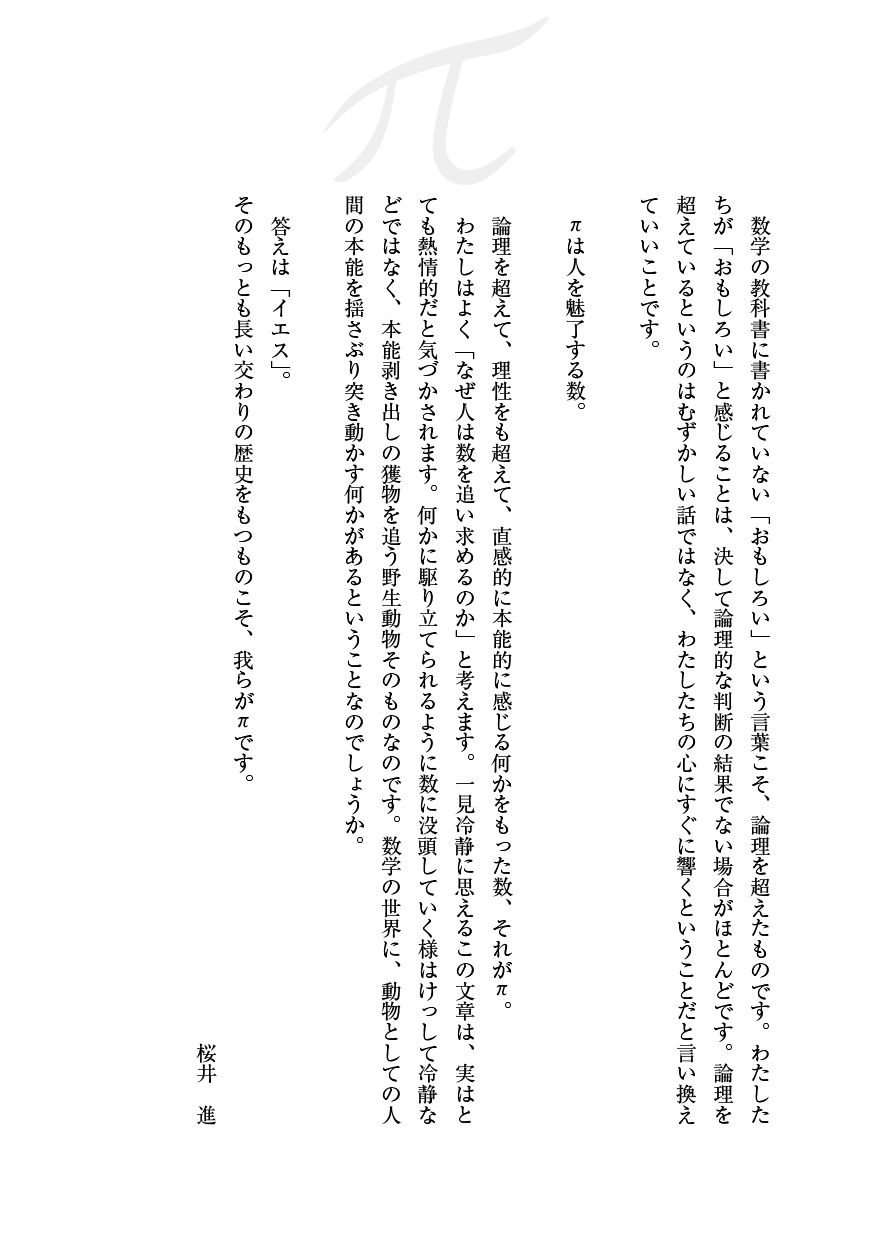 π
数学の教科書に書かれていない「おもしろい」という言葉こそ、論理を超えたものです。わたした
ちが「おもしろい」と感じることは、決して論理的な判断の結果でない場合がほとんどです。論理を
超えているというのはむずかしい話ではなく、わたしたちの心にすぐに響くということだと言い換え
ていいことです。
πは人を魅了する数。
論理を超えて、理性をも超えて、直感的に本能的に感じる何かをもった数、それがπ。
わたしはよく「なぜ人は数を追い求めるのか」と考えます。一見冷静に思えるこの文章は、実はと
ても熱情的だと気づかされます。何かに駆り立てられるように数に没頭していく様はけっして冷静な
どではなく、本能剥き出しの獲物を追う野生動物そのものなのです。数学の世界に、動物としての人
間の本能を揺さぶり突き動かす何かがあるということなのでしょうか。
答えは「イエス」。
そのもっとも長い交わりの歴史をもつものこそ、我らがπです。
桜井　進